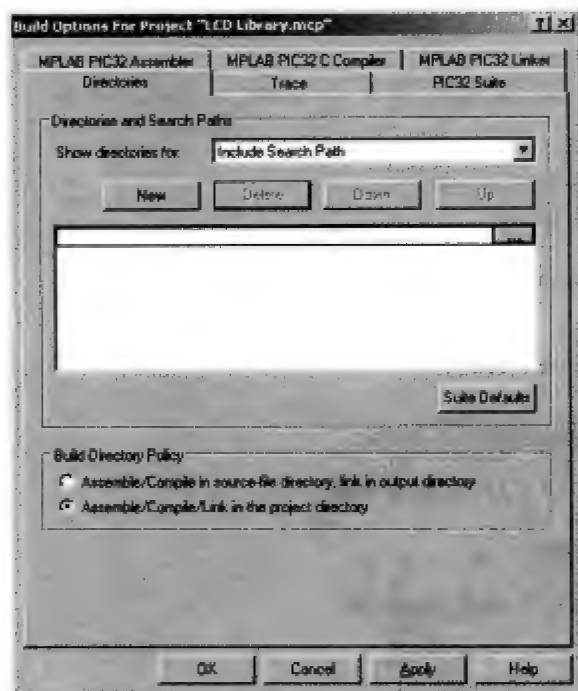 Build Options For Project "LCD Library.mcp"
MPLAB PIC32 Assembler MPLAB PIC32 C Compiler MPLAB PIC32 Linker
Directories Trace PIC32 Suite
Directories and Search Paths
Show directories for: Include Search Path
New Delete Down Up
...
Suite Defaults
Build Directory Policy
Assemble/Compile in source-file directory, link in output directory
Assemble/Compile/Link in the project directory
OK Cancel Apply Help